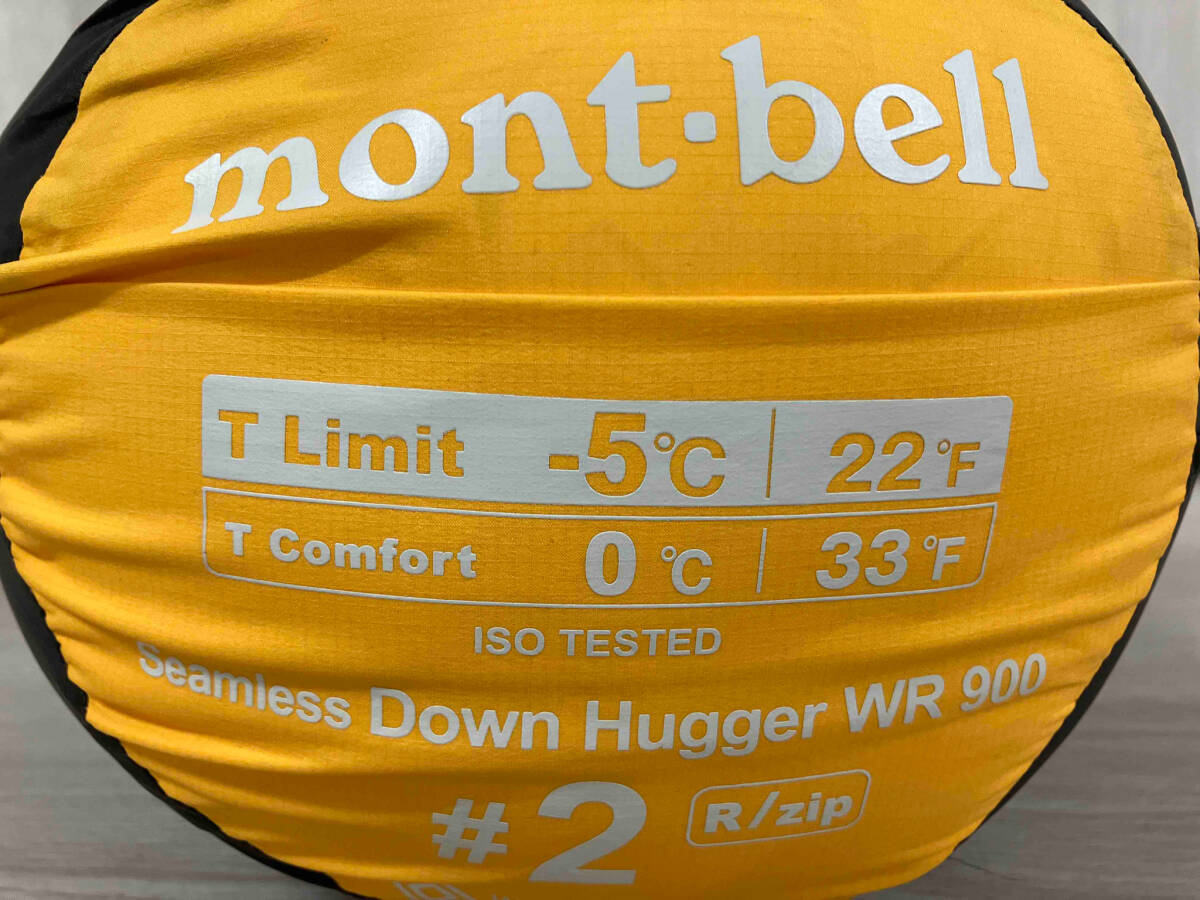 mont·bell
T Limit -5℃ 22°F
T Comfort 0℃ 33°F
ISO TESTED
Seamless Down Hugger WR 900
#2 R/zip